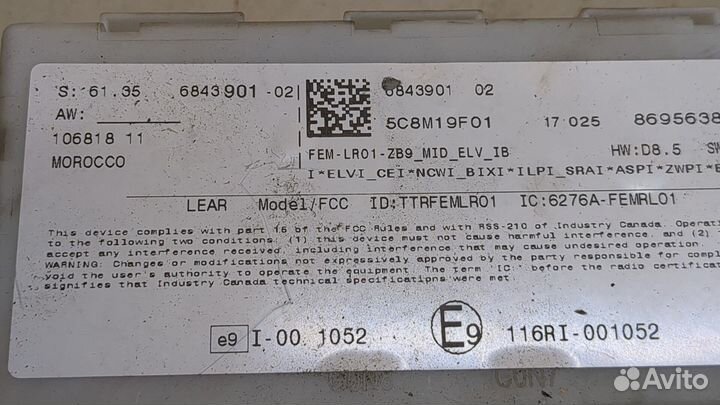 S: 61.35 6843901-02 6843901 02
AW:
5C8M19F01 17 025 8695638
106818 11
MOROCCO
FEM-LR01-ZB9_MID_ELV_IB HW:D8.5
I*ELVI_CEI*NCWI_BIXI*ILPI_SRAI*ASPI*ZWPI*
LEAR Model/FCC ID:TTRFEMLR01 IC:6276A-FEMRL01
This device complies with part 15 of the FCC Rules and with RSS-210 of Industry Canada.
to the following two conditions: (1) this device must not cause harmful interference, and (2)
accept any interference received, including interference that may cause undesired operation.
WARNING: Changes or modifications not expressively approved by the party responsible for
void the user's authority to operate the equipment. The term 'IC:' before the radio
signifies that Industry Canada technical specifications were met.
e9 I-00 1052 E9 116RI-001052
Avito